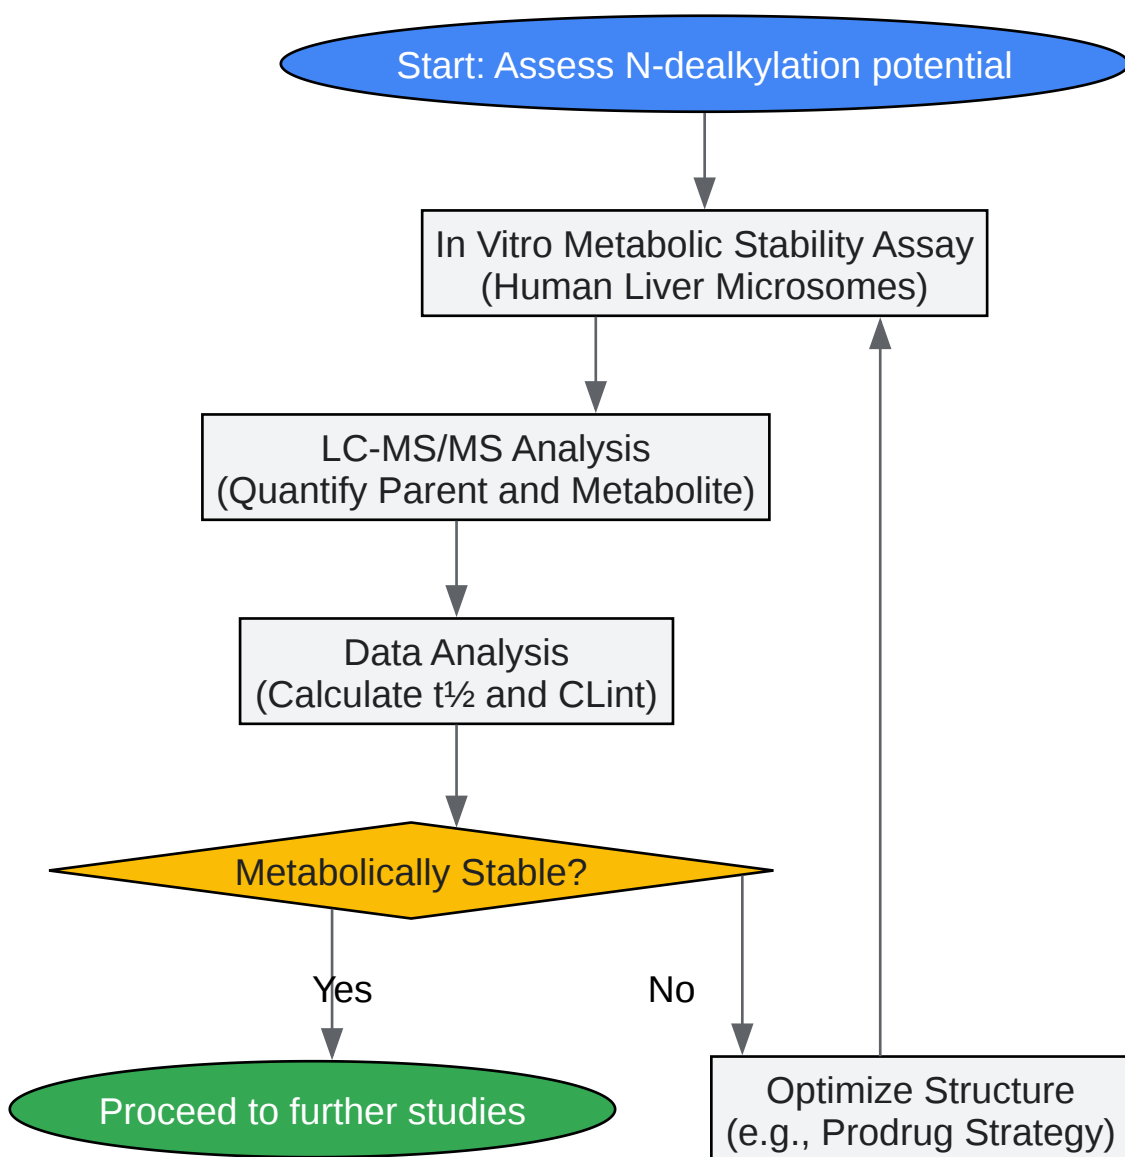 Start: Assess N-dealkylation potential
In Vitro Metabolic Stability Assay
(Human Liver Microsomes)
LC-MS/MS Analysis
(Quantify Parent and Metabolite)
Data Analysis
(Calculate t½ and CLint)
Metabolically Stable?
Yes
No
Proceed to further studies
Optimize Structure
(e.g., Prodrug Strategy)